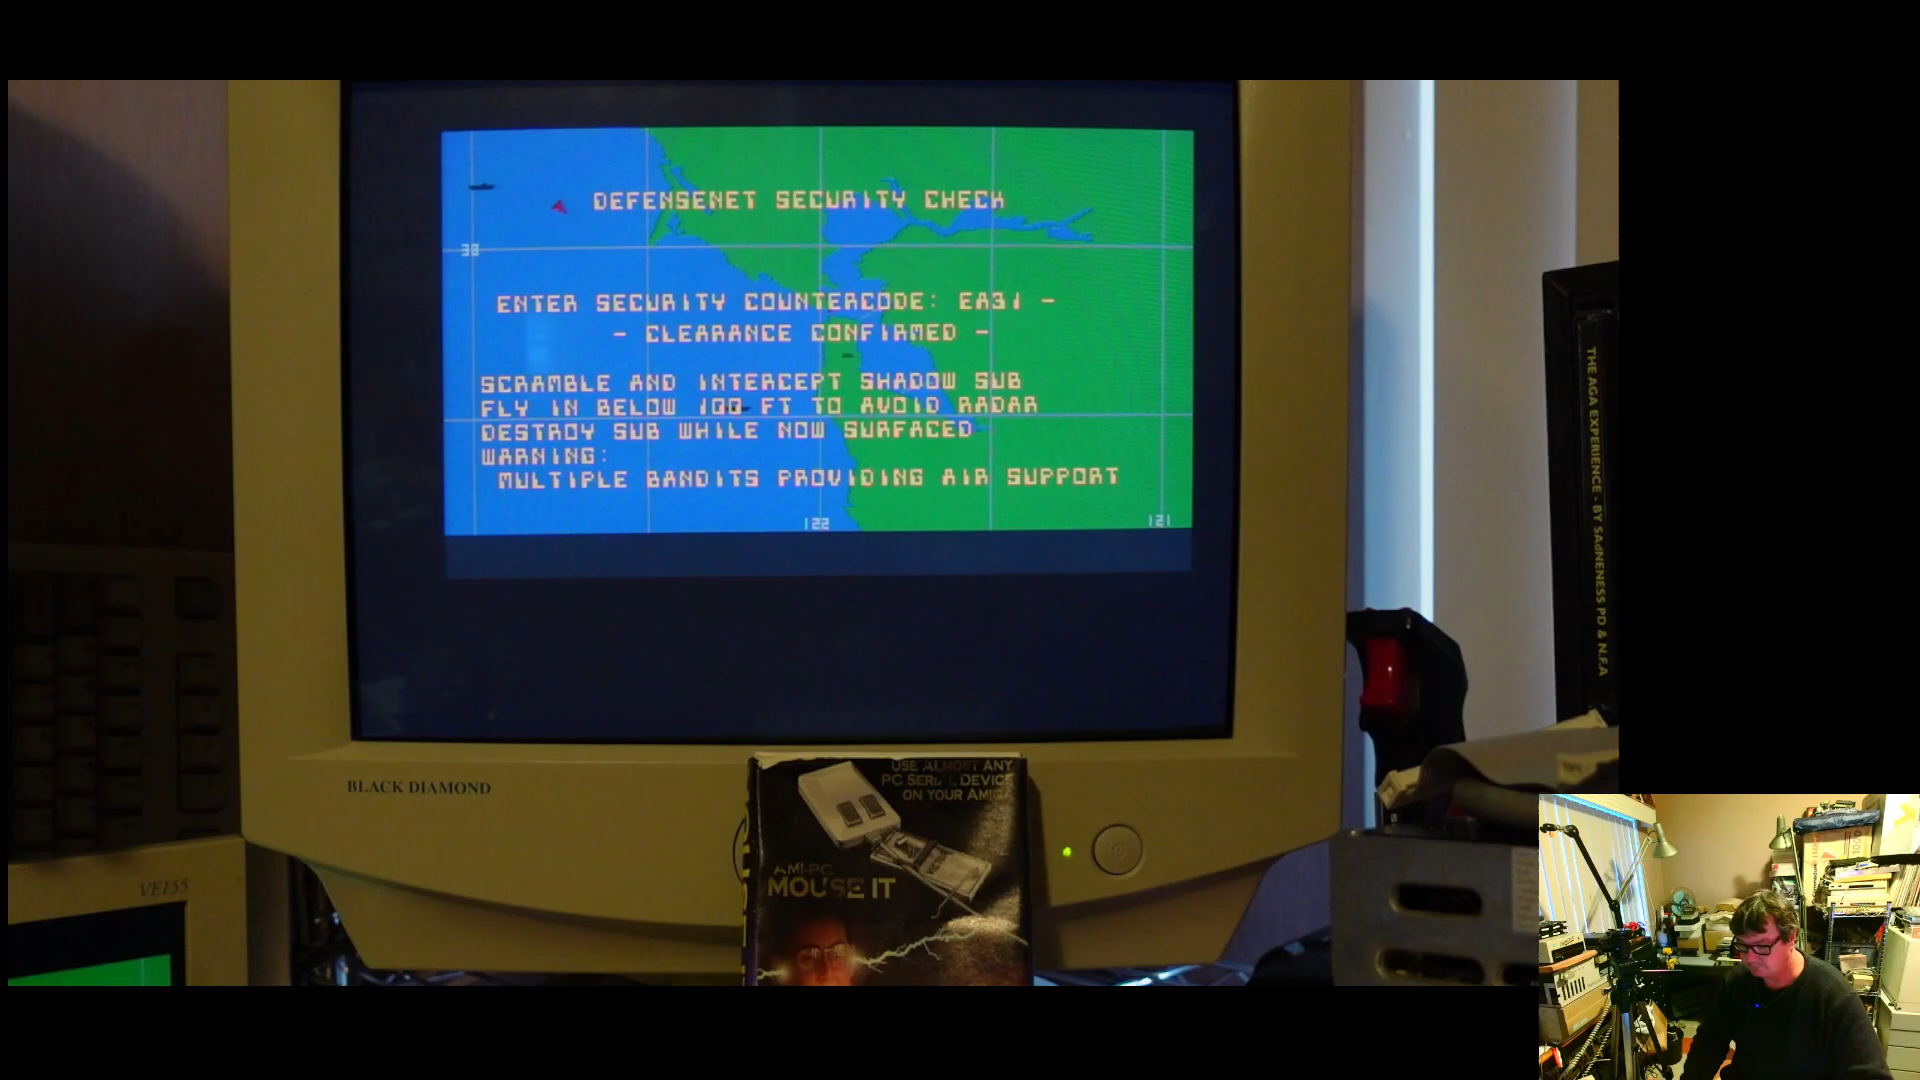 DEFENSENET SECURITY CHECK
38
ENTER SECURITY COUNTERCODE: EA31 -
- CLEARANCE CONFIRMED -
SCRAMBLE AND INTERCEPT SHADOW SUB
FLY IN BELOW 100 FT TO AVOID RADAR
DESTROY SUB WHILE NOW SURFACED
WARNING:
MULTIPLE BANDITS PROVIDING AIR SUPPORT
122
121
THE AGA EXPERIENCE - BY SADNENESS PD & N.F.A
BLACK DIAMOND
USE ALMOST ANY
PC SERIAL DEVICE
ON YOUR AMIGA
AMI-PC
MOUSE IT
VE155